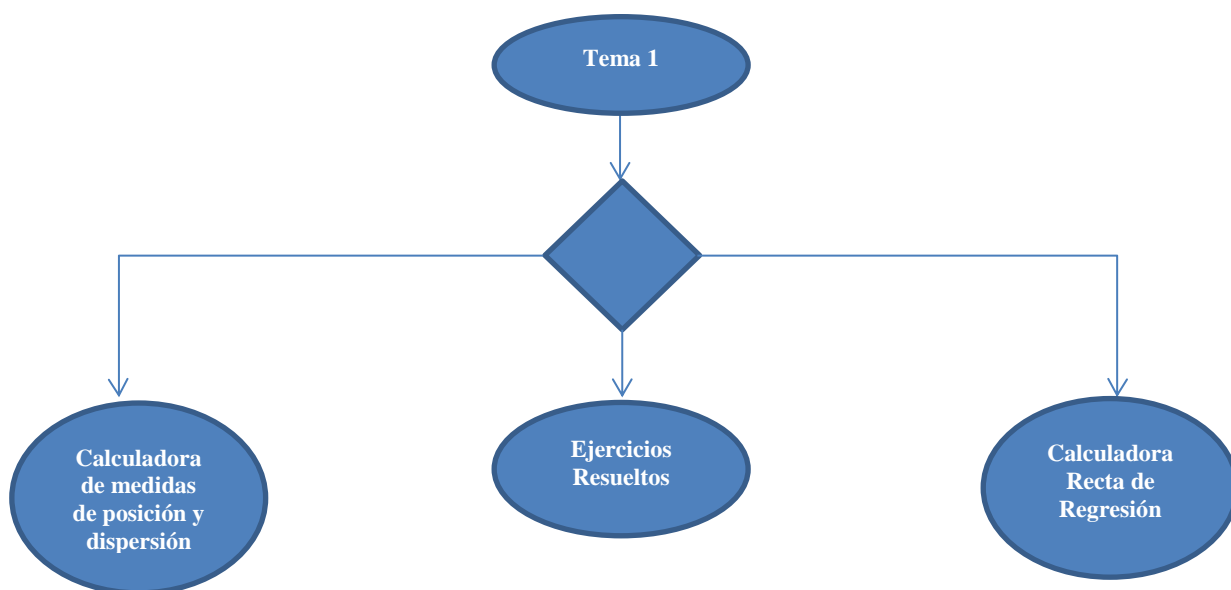 Tema 1
Calculadora
de medidas
de posición y
dispersión
Ejercicios
Resueltos
Calculadora
Recta de
Regresión